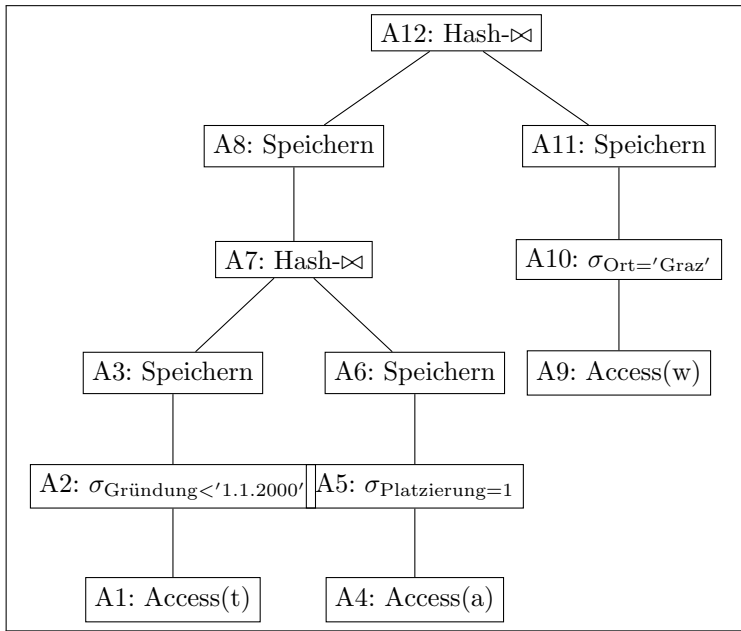 A12: Hash-⋈
A8: Speichern
A11: Speichern
A7: Hash-⋈
A10: σOrt='Graz'
A3: Speichern
A6: Speichern
A9: Access(w)
A2: σGründung<'1.1.2000'
A5: σPlatzierung=1
A1: Access(t)
A4: Access(a)